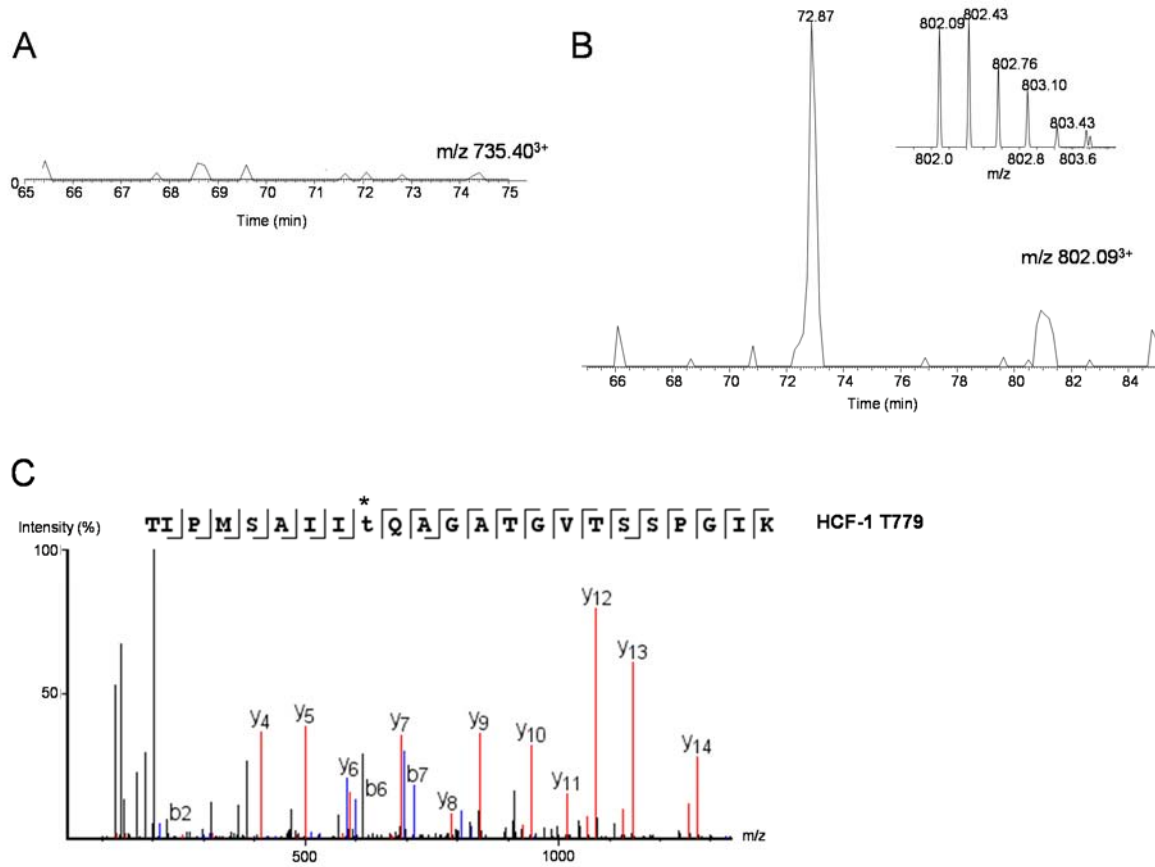 A
m/z 735.40³⁺
0
65 66 67 68 69 70 71 72 73 74 75
Time (min)
B
72.87
802.09 802.43
802.76
803.10
803.43
802.0 802.8 803.6
m/z
m/z 802.09³⁺
66 68 70 72 74 76 78 80 82 84
Time (min)
C
*
TIPMSAIItQAGATGVTSSPGIK HCF-1 T779
Intensity (%)
100
50
b2
y4
y5
y6
b6
y7
b7
y8
y9
y10
y11
y12
y13
y14
500 1000
m/z